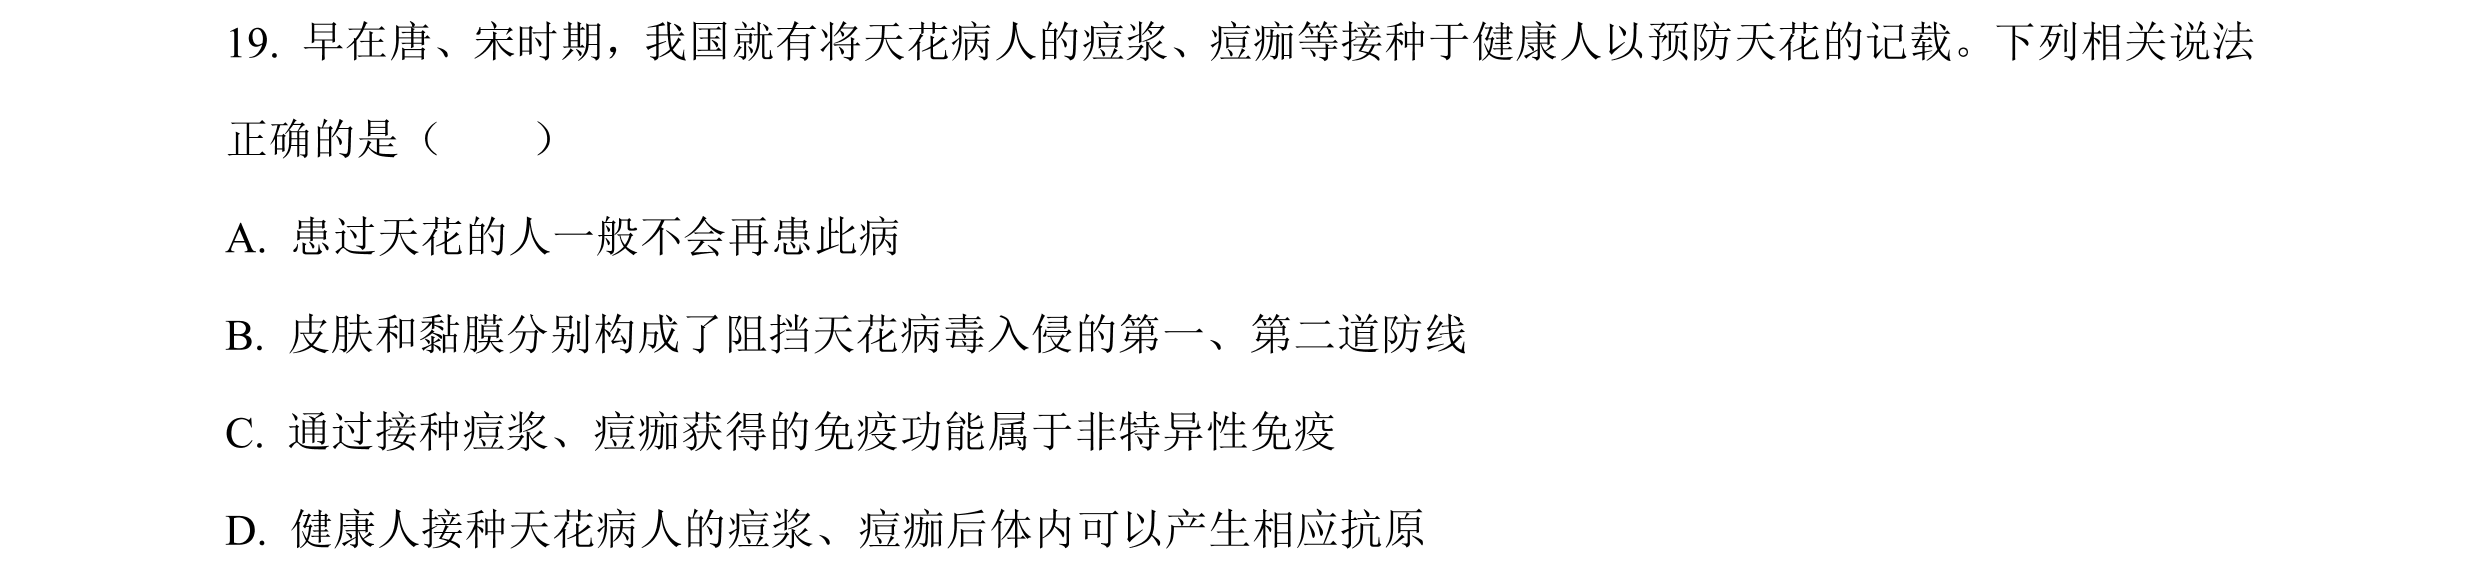 19. 早在唐、宋时期，我国就有将天花病人的痘浆、痘痂等接种于健康人以预防天花的记载。下列相关说法
正确的是（　　）
A. 患过天花的人一般不会再患此病
B. 皮肤和黏膜分别构成了阻挡天花病毒入侵的第一、第二道防线
C. 通过接种痘浆、痘痂获得的免疫功能属于非特异性免疫
D. 健康人接种天花病人的痘浆、痘痂后体内可以产生相应抗原